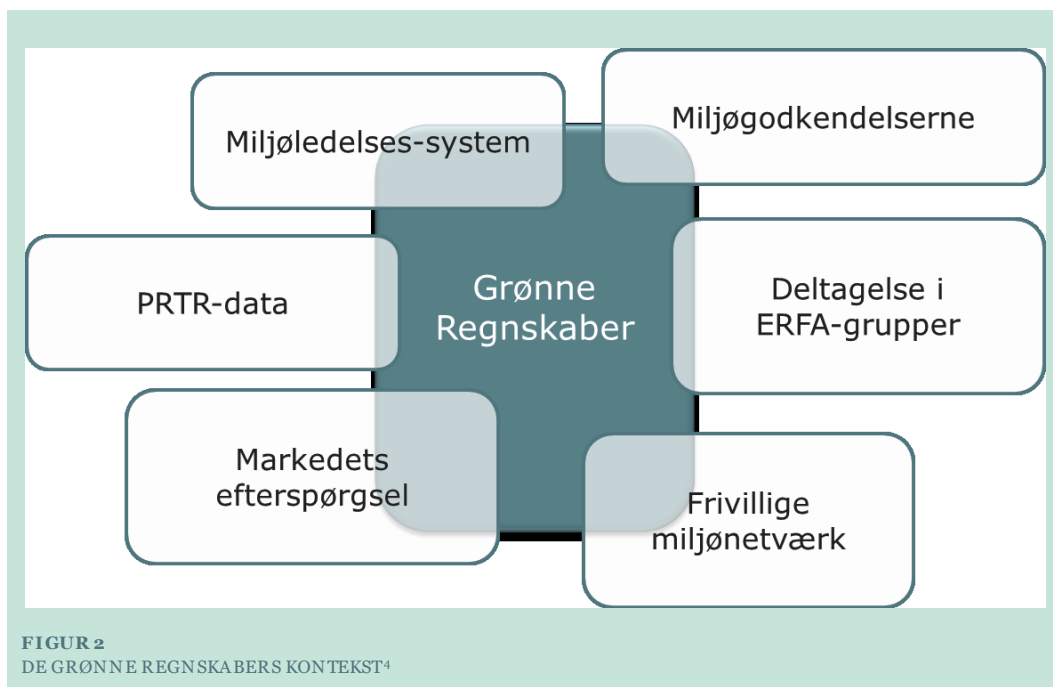 Miljøledelses-system
Miljøgodkendelserne
PRTR-data
Grønne
Regnskaber
Deltagelse i
ERFA-grupper
Markedets
efterspørgsel
Frivillige
miljønetværk
FIGUR 2
DE GRØNNE REGNSKABERS KONTEKST⁴